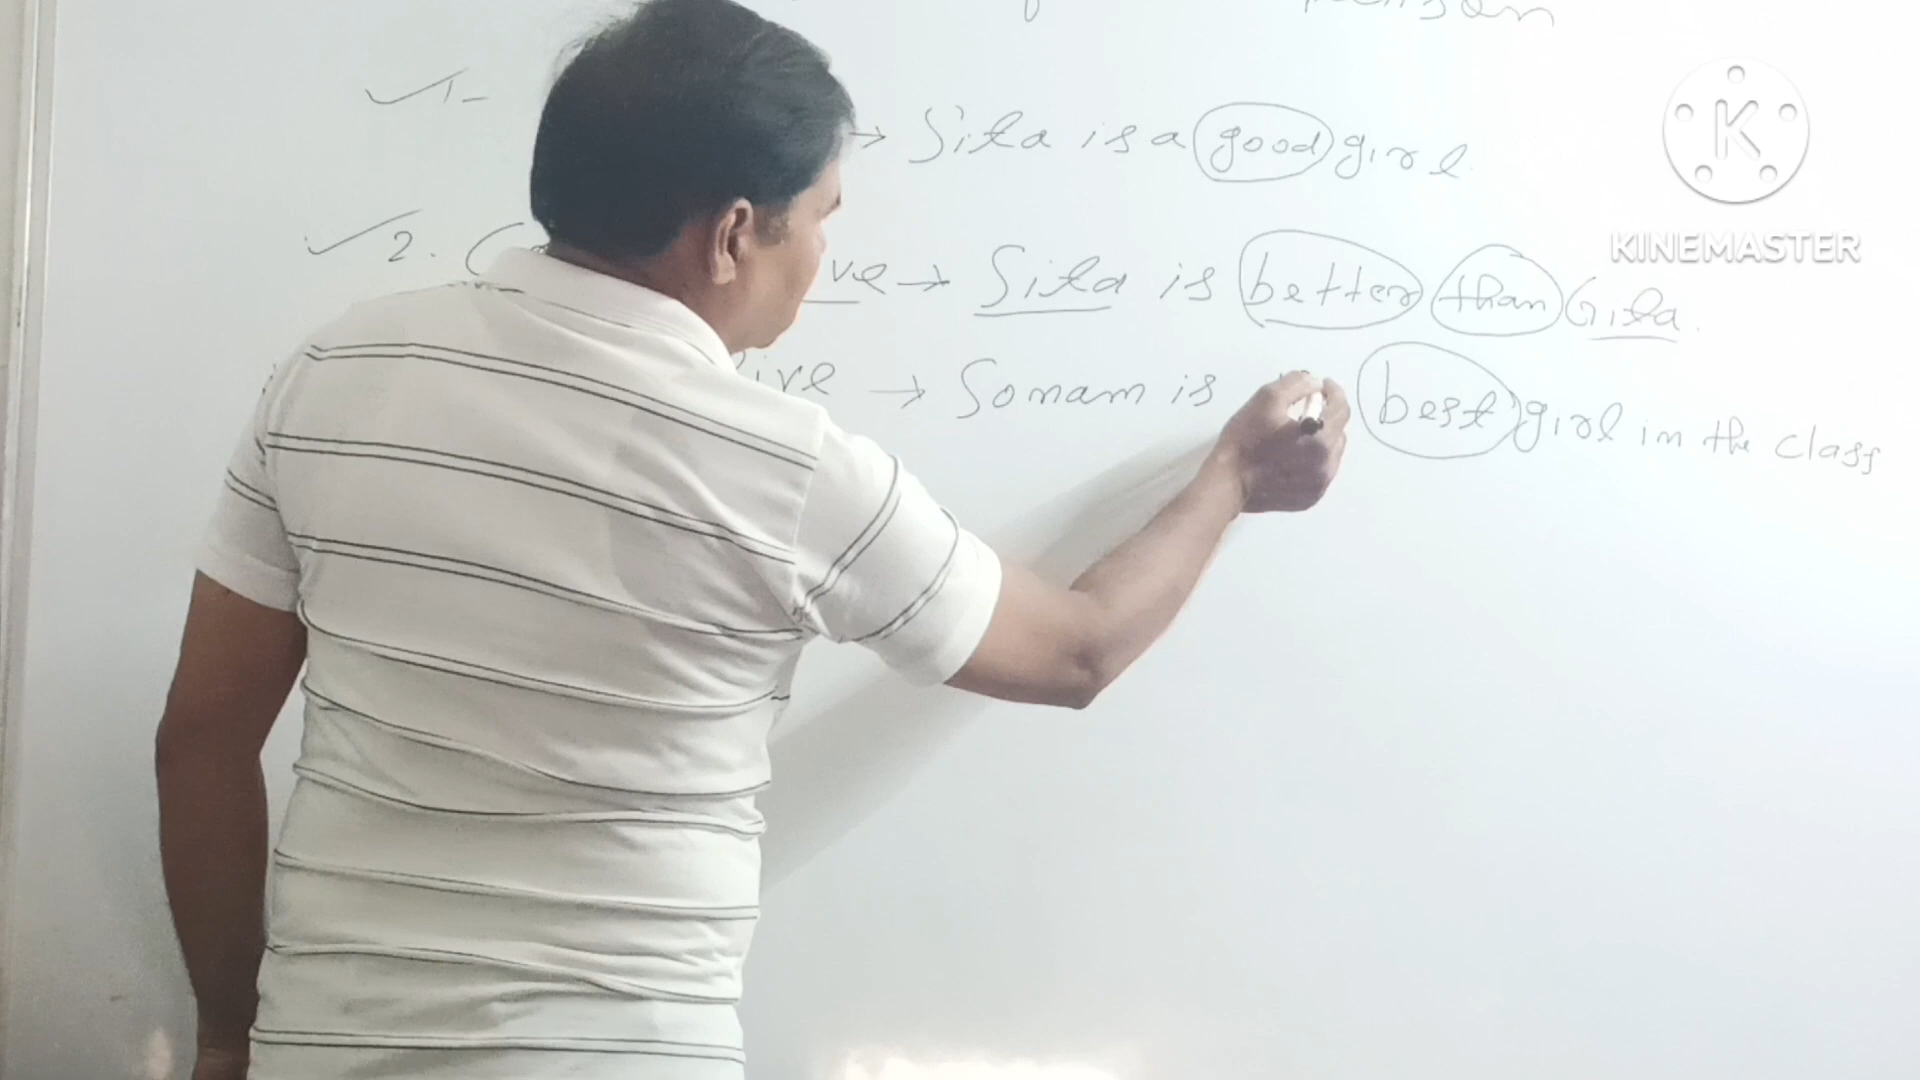 1- → Sita is a good girl.
2. C ve → Sita is better than Gita.
ive → Sonam is best girl in the class
K
KINEMASTER